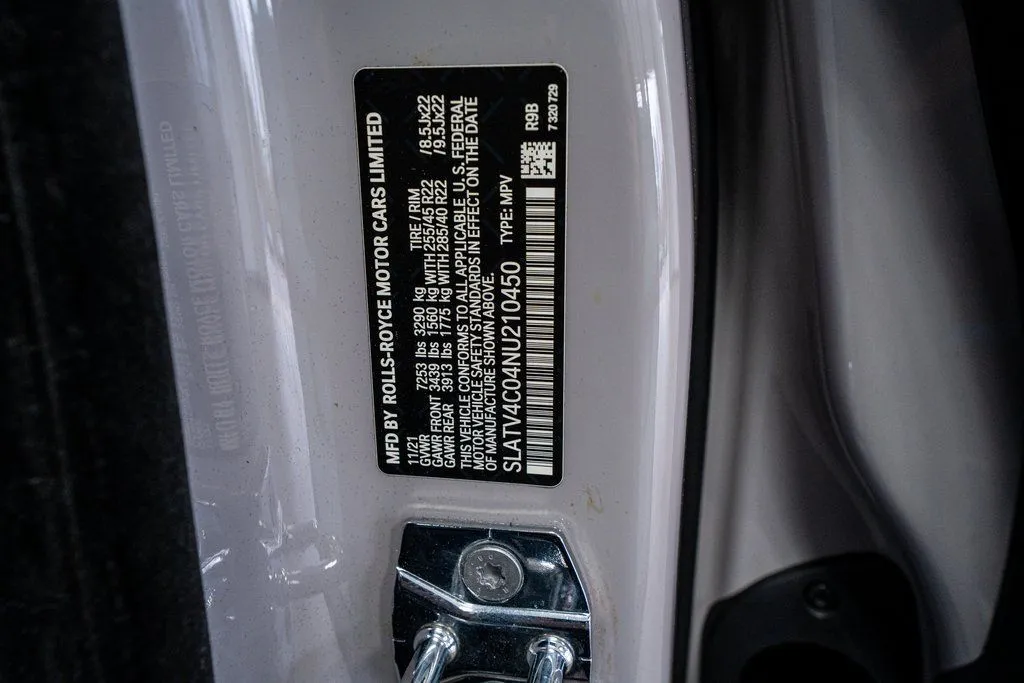 MFD BY ROLLS-ROYCE MOTOR CARS LIMITED
11/21 TIRE / RIM
GVWR 7253 lbs 3290 kg
GAWR FRONT 3439 lbs 1560 kg WITH 255/45 R22 /8.5Jx22
GAWR REAR 3913 lbs 1775 kg WITH 285/40 R22 /9.5Jx22
THIS VEHICLE CONFORMS TO ALL APPLICABLE U.S. FEDERAL
MOTOR VEHICLE SAFETY STANDARDS IN EFFECT ON THE DATE
OF MANUFACTURE SHOWN ABOVE.
SLATV4C04NU210450 TYPE: MPV
R9B
7 320 729